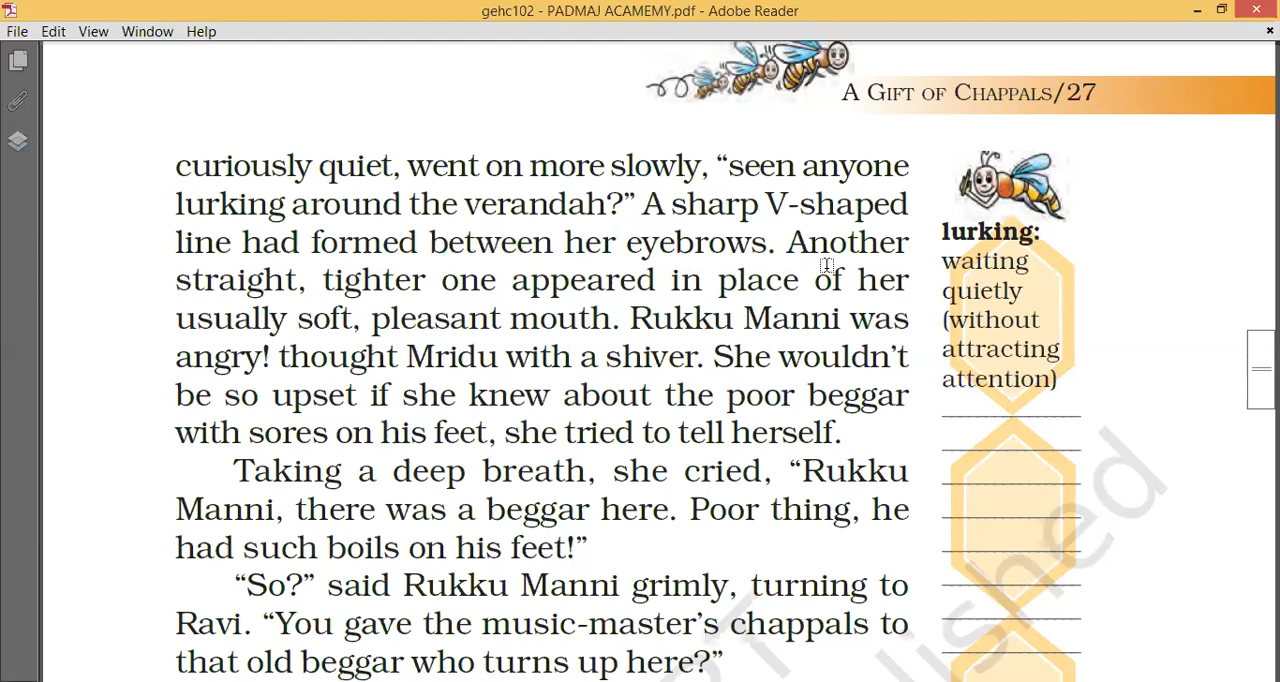 gehc102 - PADMAJ ACAMEMY.pdf - Adobe Reader
File Edit View Window Help
A GIFT OF CHAPPALS/27
curiously quiet, went on more slowly, “seen anyone
lurking around the verandah?” A sharp V-shaped
line had formed between her eyebrows. Another
straight, tighter one appeared in place of her
usually soft, pleasant mouth. Rukku Manni was
angry! thought Mridu with a shiver. She wouldn’t
be so upset if she knew about the poor beggar
with sores on his feet, she tried to tell herself.
Taking a deep breath, she cried, “Rukku
Manni, there was a beggar here. Poor thing, he
had such boils on his feet!”
“So?” said Rukku Manni grimly, turning to
Ravi. “You gave the music-master’s chappals to
that old beggar who turns up here?”
lurking:
waiting
quietly
(without
attracting
attention)